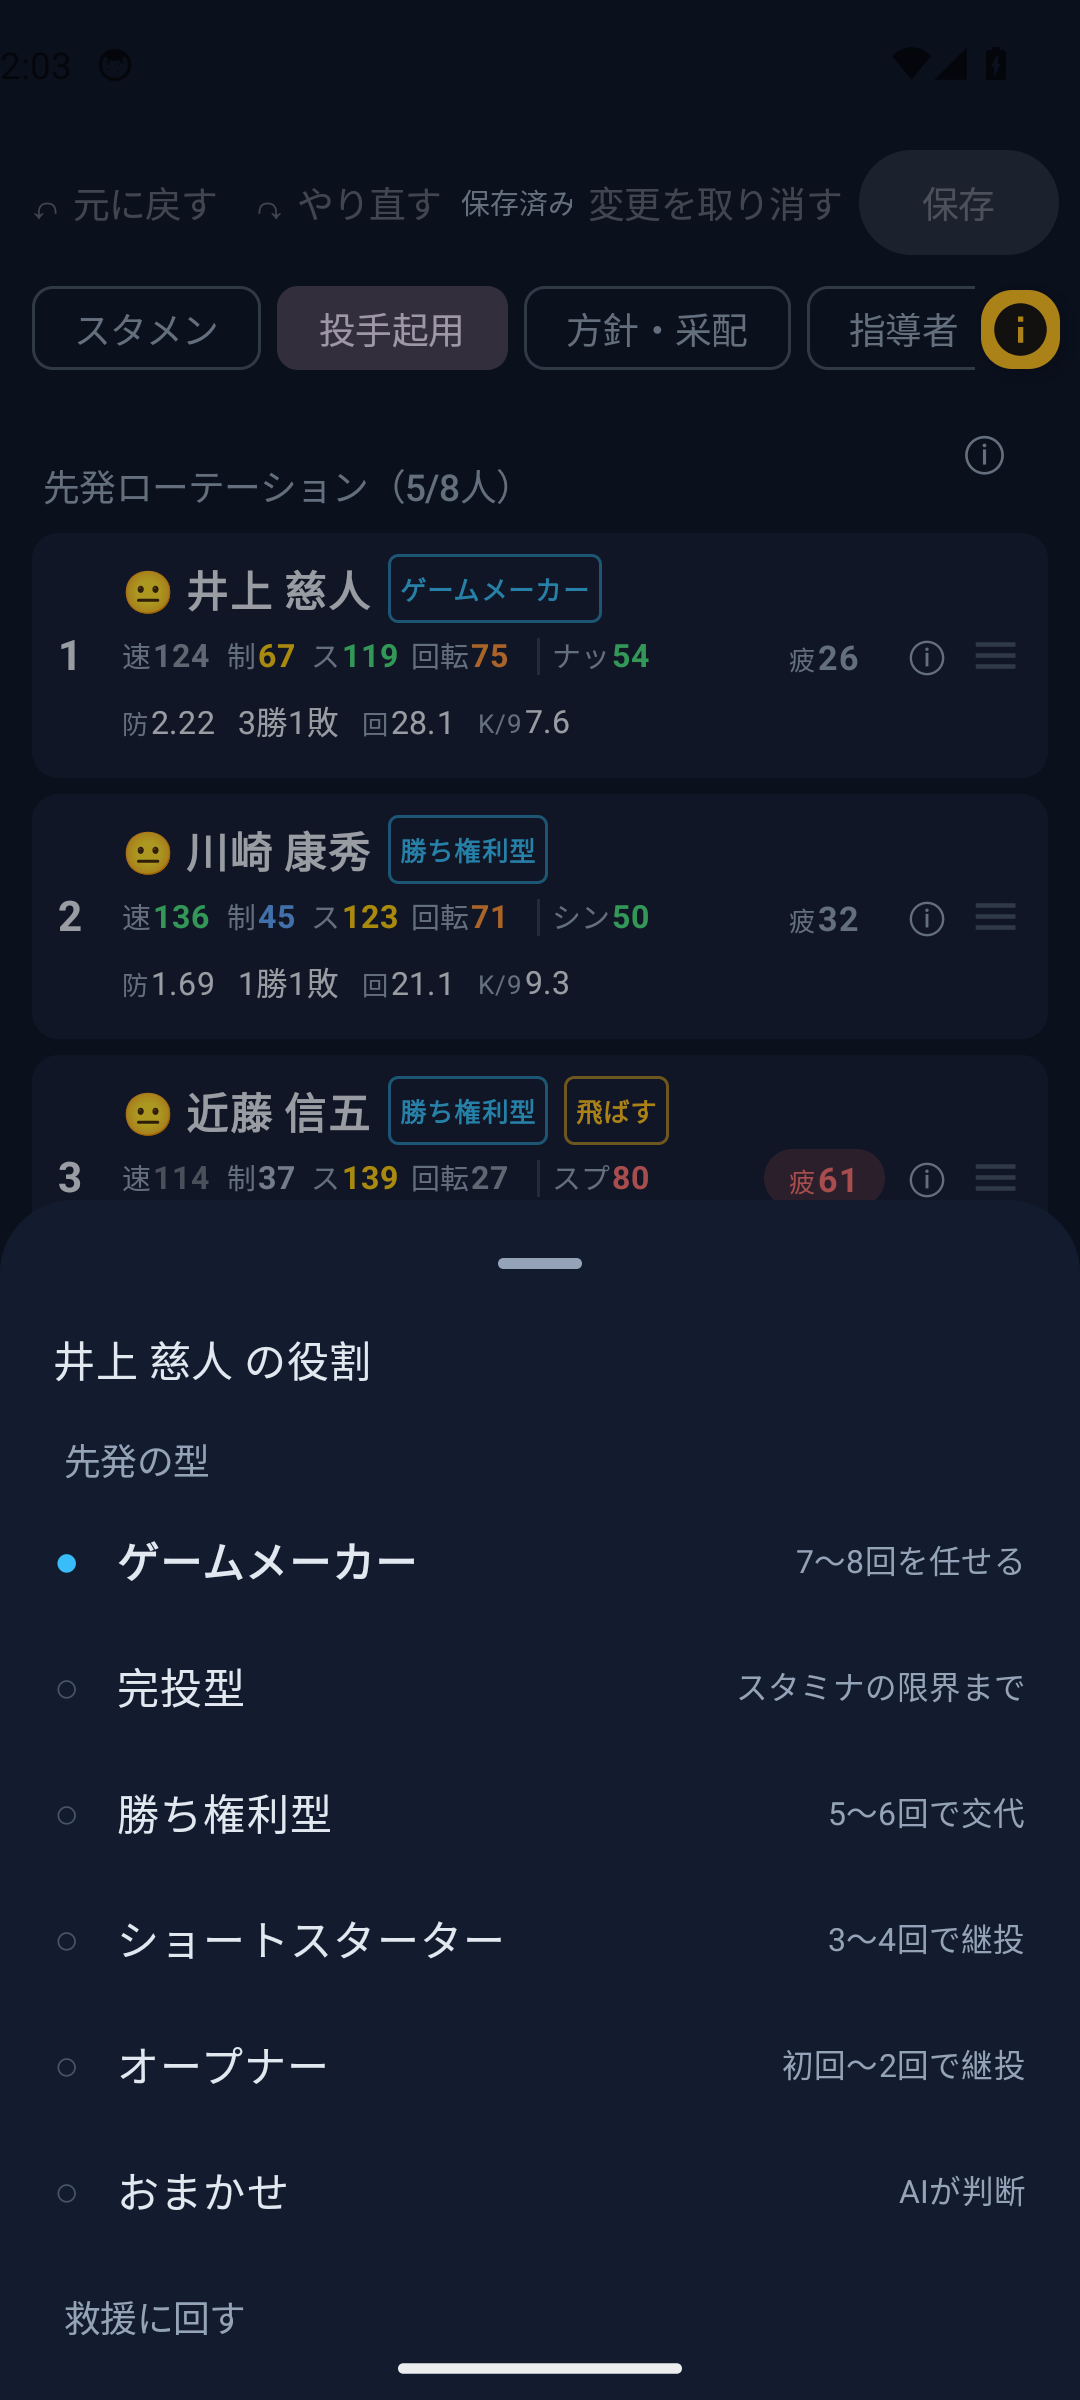 2:03
元に戻す やり直す 保存済み 変更を取り消す 保存
スタメン 投手起用 方針・采配 指導者
先発ローテーション（5/8人）
井上 慈人 ゲームメーカー
1 速124 制67 ス119 回転75 ナッ54 疲26
防2.22 3勝1敗 回28.1 K/9 7.6
川崎 康秀 勝ち権利型
2 速136 制45 ス123 回転71 シン50 疲32
防1.69 1勝1敗 回21.1 K/9 9.3
近藤 信五 勝ち権利型 飛ばす
3 速114 制37 ス139 回転27 スプ80 疲61
井上 慈人 の役割
先発の型
ゲームメーカー 7〜8回を任せる
完投型 スタミナの限界まで
勝ち権利型 5〜6回で交代
ショートスターター 3〜4回で継投
オープナー 初回〜2回で継投
おまかせ AIが判断
救援に回す